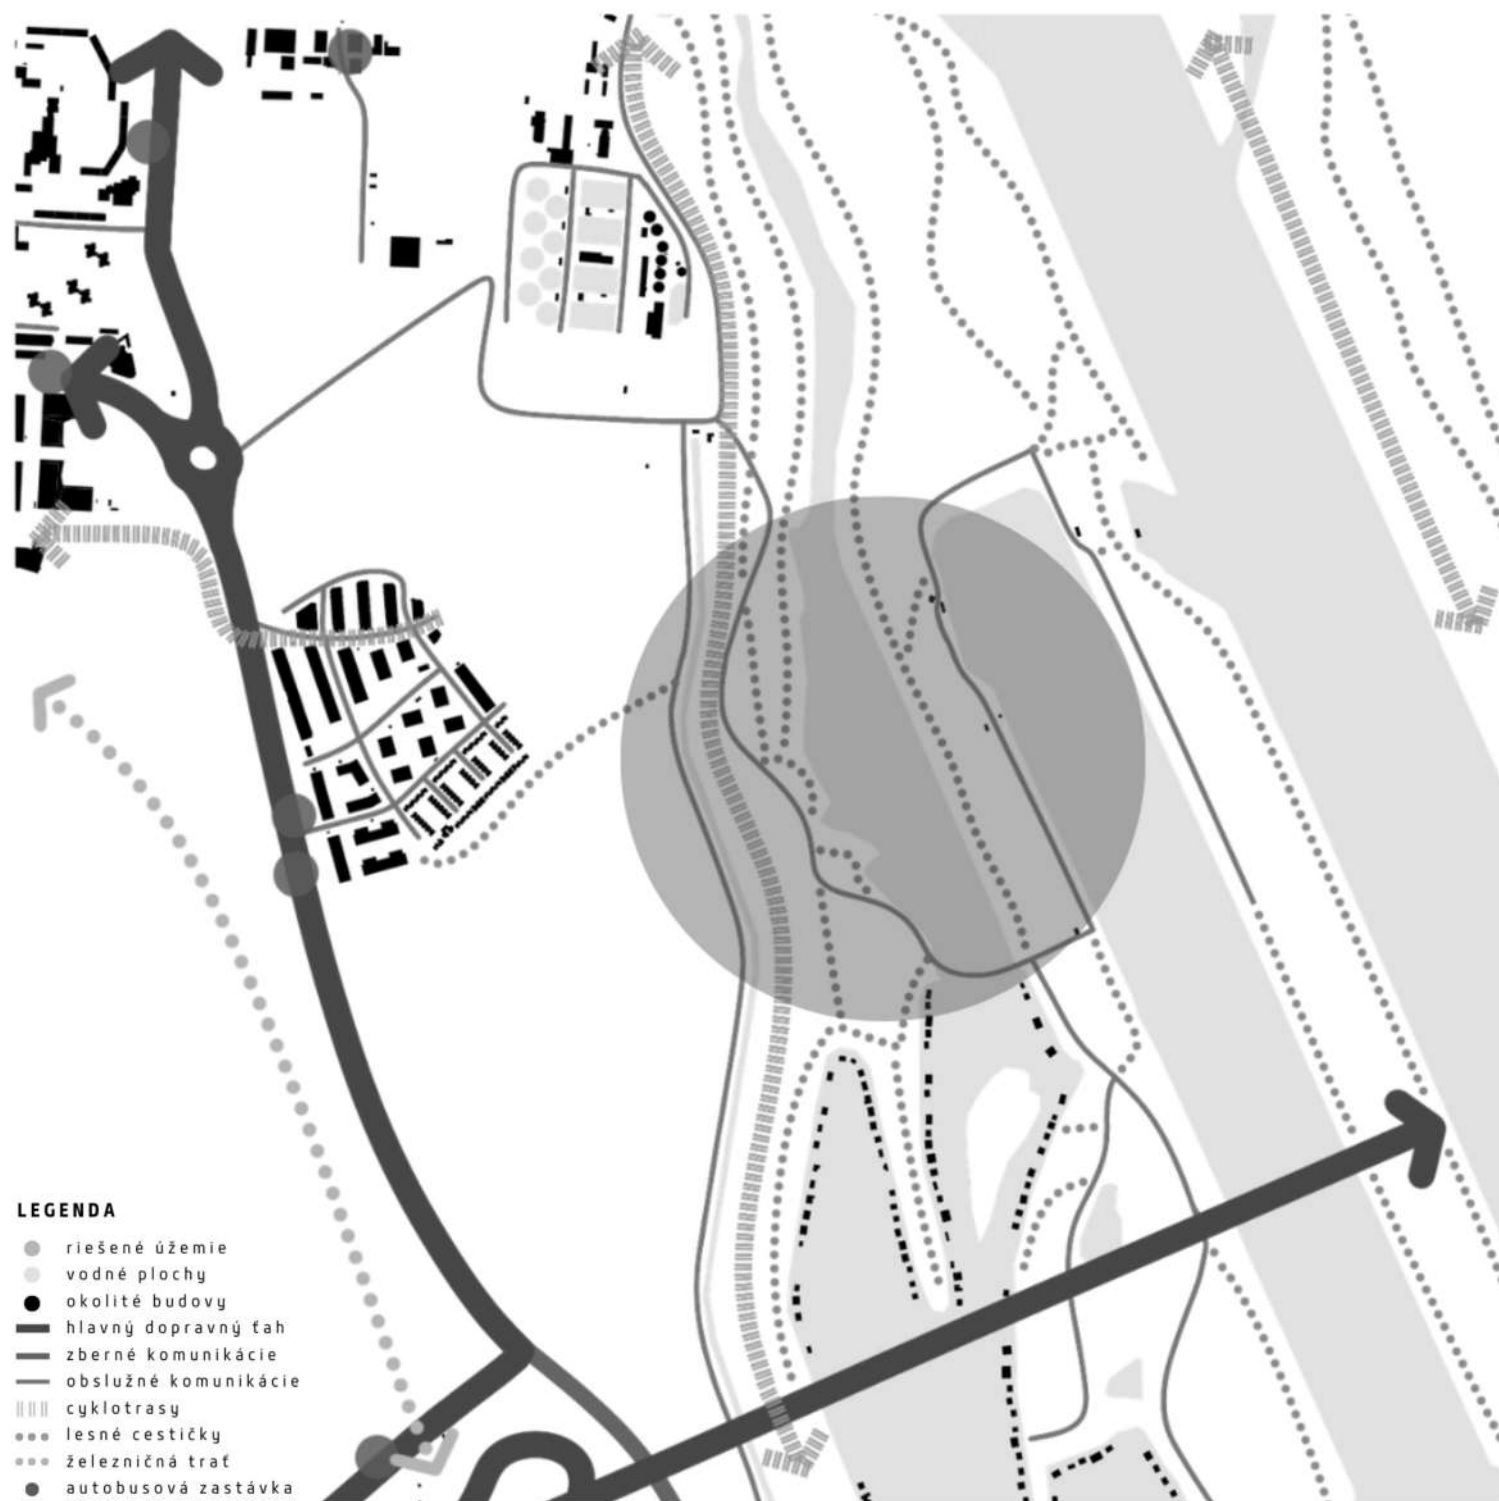 LEGENDA
riešené územie
vodné plochy
okolité budovy
hlavný dopravný ťah
zberné komunikácie
obslužné komunikácie
cyklotrasy
lesné cestičky
železničná trať
autobusová zastávka